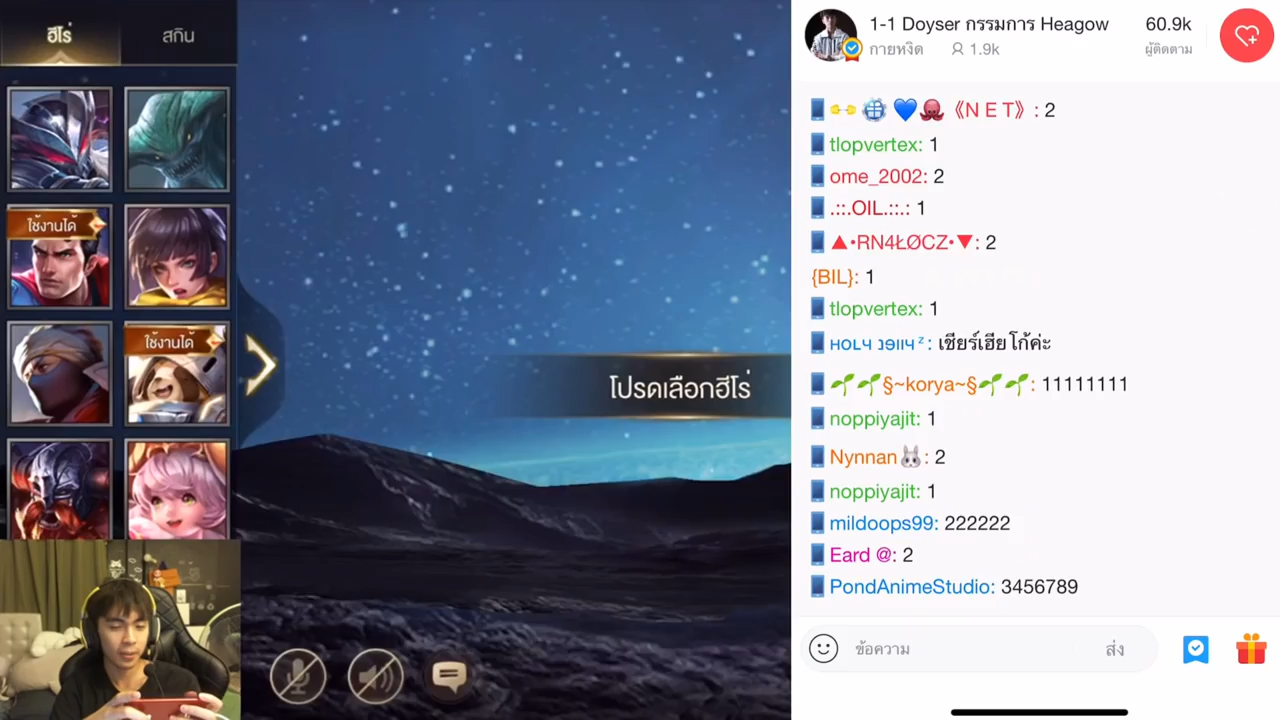 ฮีโร่
สกิน
ใช้งานได้
ใช้งานได้
โปรดเลือกฮีโร่
1-1 Doyser กรรมการ Heagow
กายหงิด 1.9k
60.9k
ผู้ติดตาม
《N E T》: 2
tlopvertex: 1
ome_2002: 2
.::.OIL.::.: 1
▲•RN4ŁØCZ•▼: 2
{BIL}: 1
tlopvertex: 1
เชียร์เฮียโก้ค่ะ
🌱🌱§~korya~§🌱🌱: 11111111
noppiyajit: 1
Nynnan🐰: 2
noppiyajit: 1
mildoops99: 222222
Eard @: 2
PondAnimeStudio: 3456789
ข้อความ
ส่ง